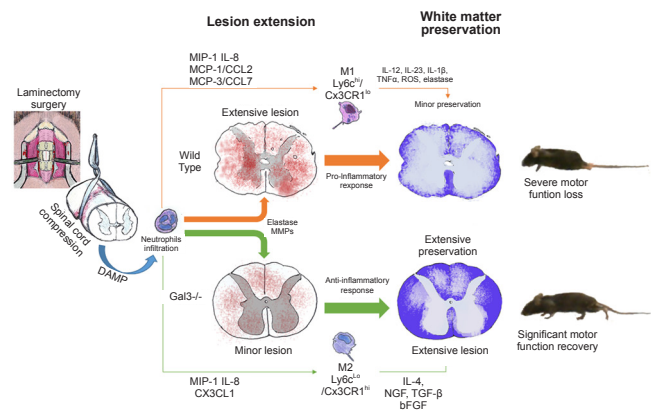 Lesion extension
White matter
preservation
MIP-1 IL-8
MCP-1/CCL2
MCP-3/CCL7
M1
Ly6c^hi/
Cx3CR1^lo
IL-12, IL-23, IL-1β,
TNFα, ROS, elastase
Laminectomy
surgery
Extensive lesion
Minor preservation
Wild
Type
Pro-Inflammatory
response
Severe motor
funtion loss
Spinal cord
compression
DAMP
Neutrophils
infiltration
Elastase
MMPs
Extensive
preservation
Anti-inflammatiory
response
Gal3-/-
Minor lesion
Extensive lesion
Significant motor
function recovery
MIP-1 IL-8
CX3CL1
M2
Ly6c^Lo
/Cx3CR1^hi
IL-4,
NGF, TGF-β
bFGF